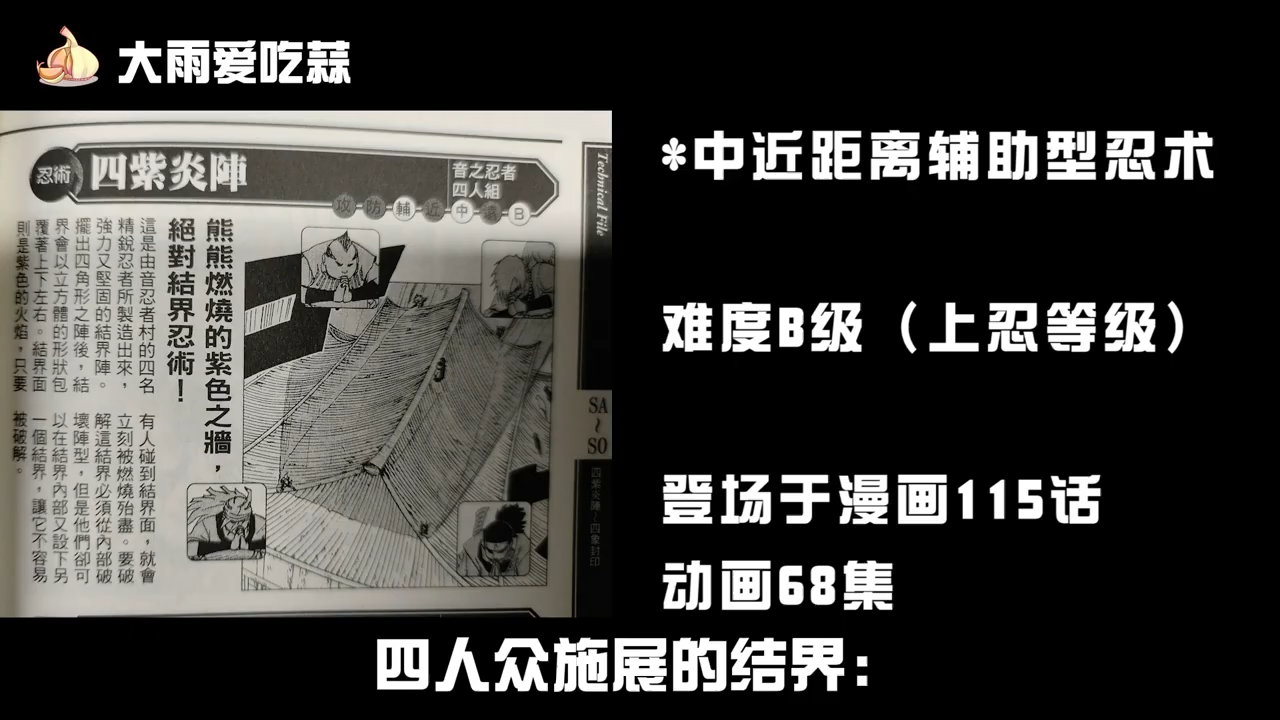 大雨爱吃蒜
忍術
四紫炎陣
音之忍者
四人組
攻防輔近中遠B
Technical File
熊熊燃燒的紫色之牆，
絕對結界忍術！
這是由音忍者村的四名
精銳忍者所製造出來，
強力又堅固的結界陣。
擺出四角形之陣後，結
界會以立方體的形狀包
覆著上下左右。結界面
則是紫色的火焰，只要
有人碰到結界面，就會
立刻被燃燒殆盡。要破
解這結界必須從內部破
壞陣型，但是他們卻可
以在結界內部又設下另
一個結界，讓它不容易
被破解。
SA
~
SO
四紫炎陣~四象封印
*中近距离辅助型忍术
难度B级（上忍等级）
登场于漫画115话
动画68集
四人众施展的结界：